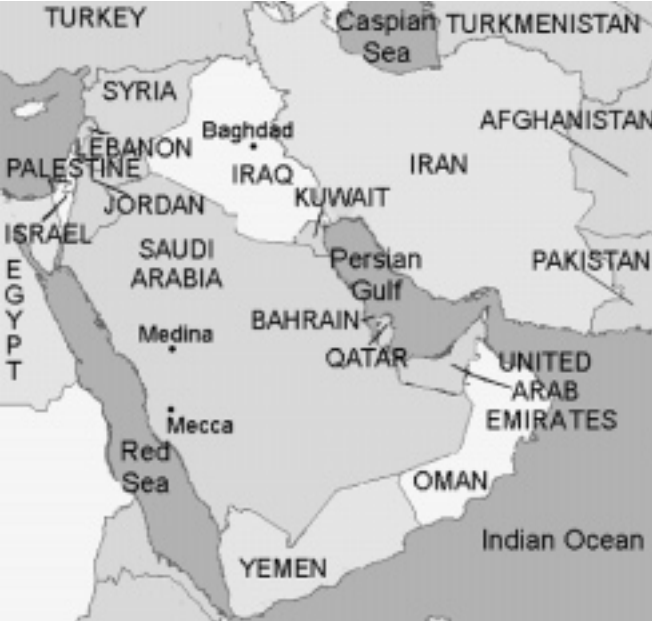 TURKEY
Caspian
Sea
TURKMENISTAN
SYRIA
AFGHANISTAN
Baghdad
LEBANON
PALESTINE
IRAQ
IRAN
KUWAIT
JORDAN
ISRAEL
SAUDI
ARABIA
Persian
Gulf
PAKISTAN
EGYPT
BAHRAIN
Medina
QATAR
UNITED
ARAB
EMIRATES
Mecca
Red
Sea
OMAN
Indian Ocean
YEMEN